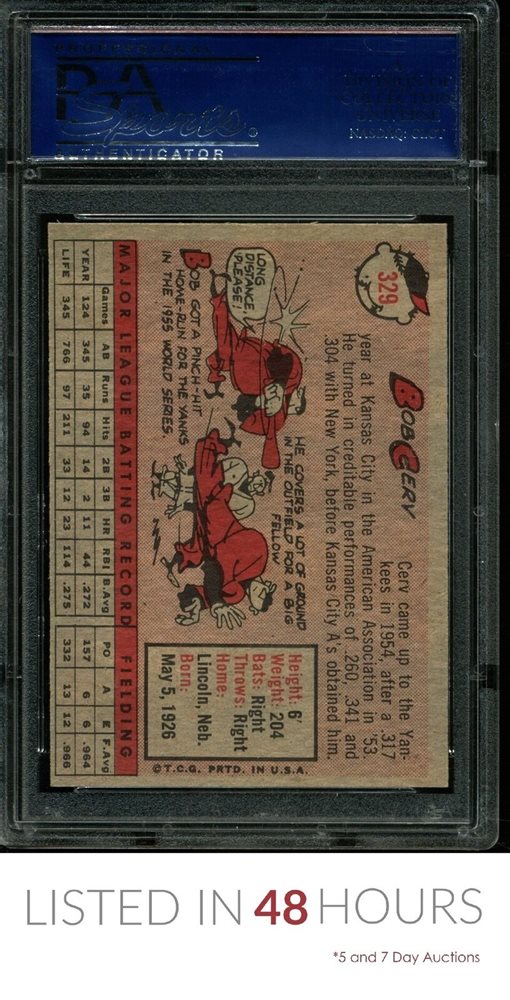 PROFESSIONAL
PSA
Sports®
AUTHENTICATOR
A
DIVISION OF
COLLECTORS
UNIVERSE
NASDAQ: CLCT
329
BOB CERV
Cerv came up to the Yan-
kees in 1954, after a .317
year at Kansas City in the American Association in '53
He turned in creditable performances of .260, .341 and
.304 with New York, before Kansas City A's obtained him.
LONG
DISTANCE,
PLEASE!
BOB GOT A PINCH-HIT
HOME-RUN FOR THE YANKS
IN THE 1955 WORLD SERIES.
HE COVERS A LOT OF GROUND
IN THE OUTFIELD FOR A BIG
FELLOW
Height: 6'
Weight: 204
Bats: Right
Throws: Right
Home:
Lincoln, Neb.
Born:
May 5, 1926
MAJOR LEAGUE BATTING RECORD FIELDING
Games AB Runs Hits 2B 3B HR RBI B.Avg PO A E F.Avg
YEAR 124 345 35 94 14 2 11 44 .272 157 6 6 .964
LIFE 345 766 97 211 33 12 23 114 .275 332 13 12 .966
©T.C.G. PRTD. IN U.S.A.
LISTED IN 48 HOURS
*5 and 7 Day Auctions